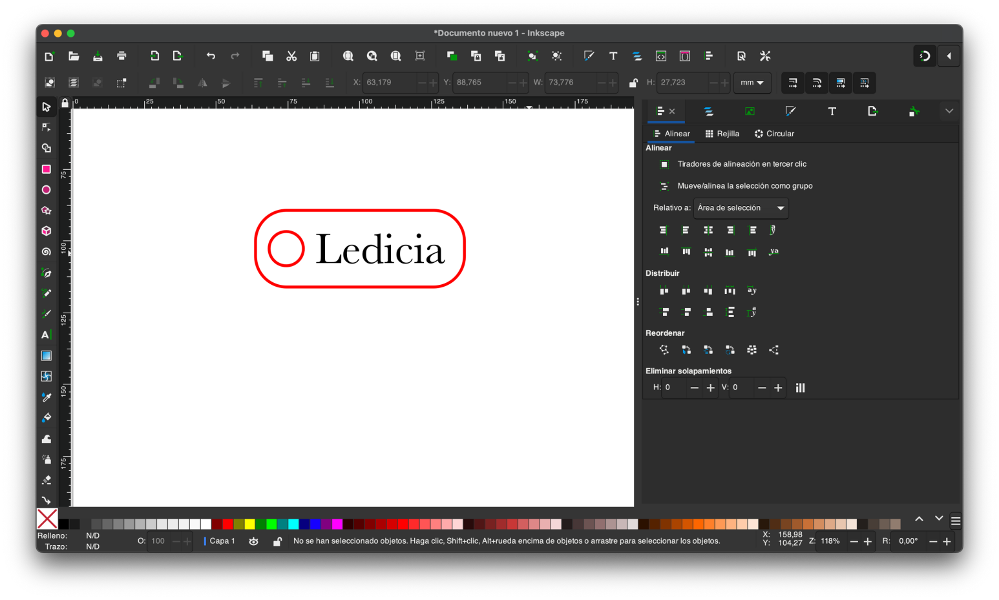 *Documento nuevo 1 - Inkscape
X: 63,179 Y: 88,765 W: 73,776 H: 27,723 mm
0 25 50 75 100 125 150 175
75
100
125
150
175
Ledicia
Alinear Rejilla Circular
Alinear
Tiradores de alineación en tercer clic
Mueve/alinea la selección como grupo
Relativo a: Área de selección
Distribuir
Reordenar
Eliminar solapamientos
H: 0 V: 0
Relleno: N/D
Trazo: N/D
O: 100
Capa 1
No se han seleccionado objetos. Haga clic, Shift+clic, Alt+rueda encima de objetos o arrastre para seleccionar los objetos.
X: 158,98
Y: 104,27
Z: 118%
R: 0,00°